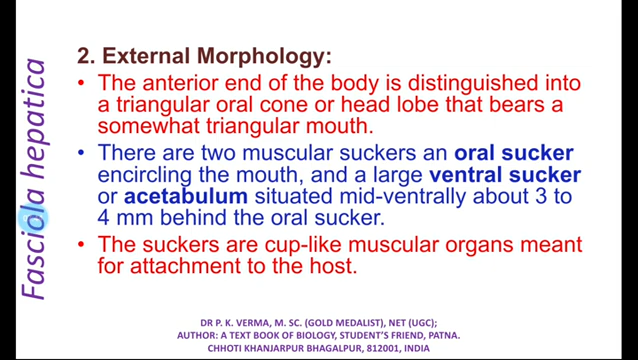 Fasciola hepatica
2. External Morphology:
• The anterior end of the body is distinguished into
a triangular oral cone or head lobe that bears a
somewhat triangular mouth.
• There are two muscular suckers an oral sucker
encircling the mouth, and a large ventral sucker
or acetabulum situated mid-ventrally about 3 to
4 mm behind the oral sucker.
• The suckers are cup-like muscular organs meant
for attachment to the host.
DR P. K. VERMA, M. SC. (GOLD MEDALIST), NET (UGC);
AUTHOR: A TEXT BOOK OF BIOLOGY, STUDENT'S FRIEND, PATNA.
CHHOTI KHANJARPUR BHAGALPUR, 812001, INDIA